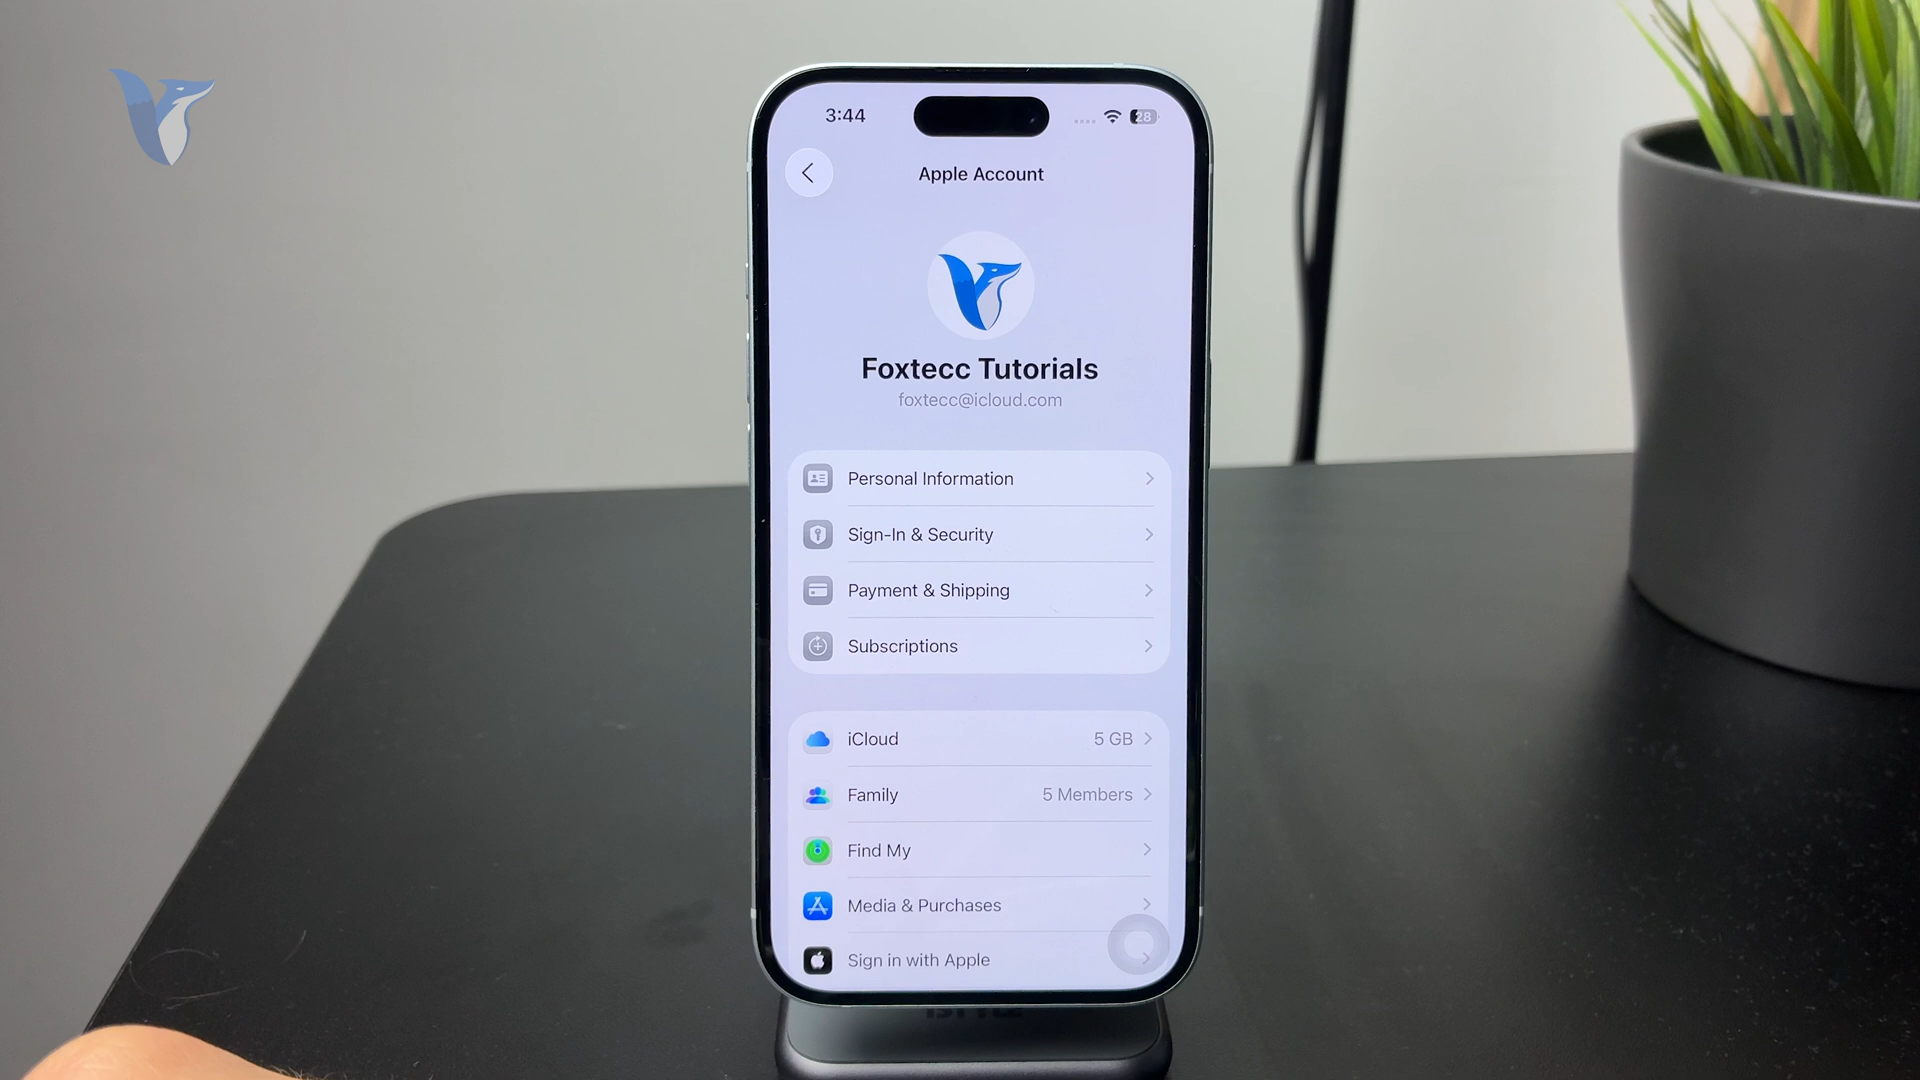 3:44
28
Apple Account
Foxtecc Tutorials
foxtecc@icloud.com
Personal Information
Sign-In & Security
Payment & Shipping
Subscriptions
iCloud 5 GB
Family 5 Members
Find My
Media & Purchases
Sign in with Apple